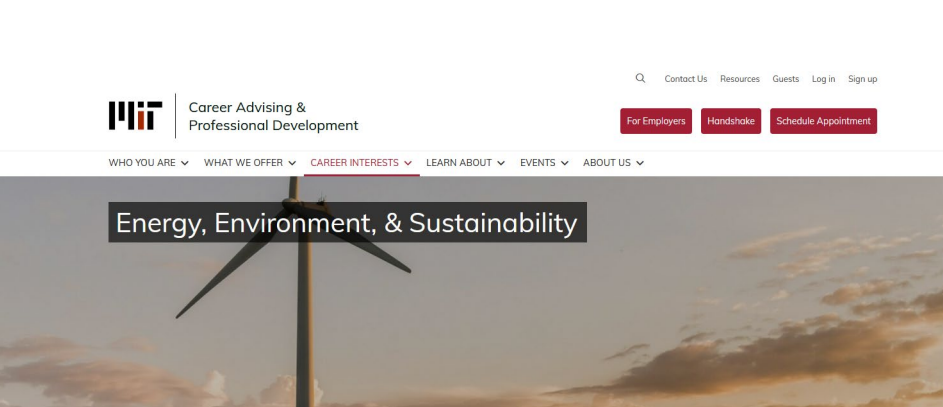 Contact Us Resources Guests Log in Sign up
MIT
Career Advising &
Professional Development
For Employers Handshake Schedule Appointment
WHO YOU ARE WHAT WE OFFER CAREER INTERESTS LEARN ABOUT EVENTS ABOUT US
Energy, Environment, & Sustainability